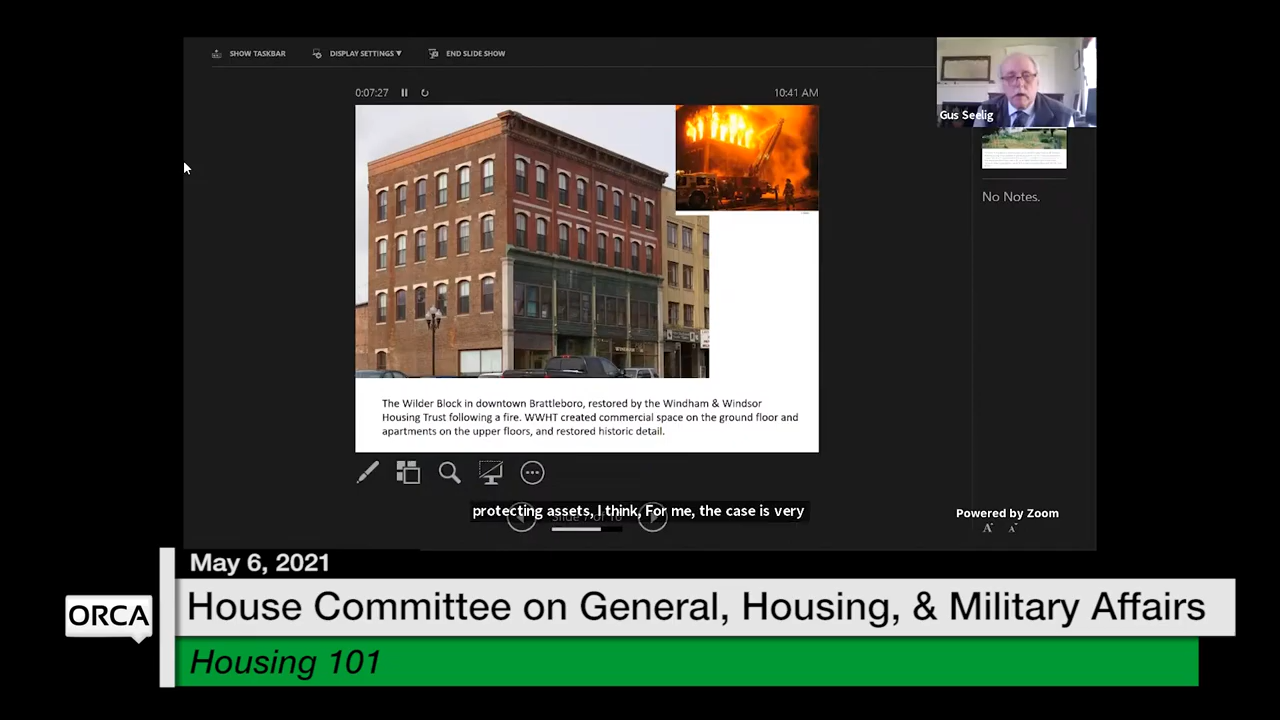 SHOW TASKBAR
DISPLAY SETTINGS ▼
END SLIDE SHOW
0:07:27
10:41 AM
Gus Seelig
No Notes.
The Wilder Block in downtown Brattleboro, restored by the Windham & Windsor
Housing Trust following a fire. WWHT created commercial space on the ground floor and
apartments on the upper floors, and restored historic detail.
protecting assets, I think, For me, the case is very
Powered by Zoom
A A
May 6, 2021
ORCA
House Committee on General, Housing, & Military Affairs
Housing 101